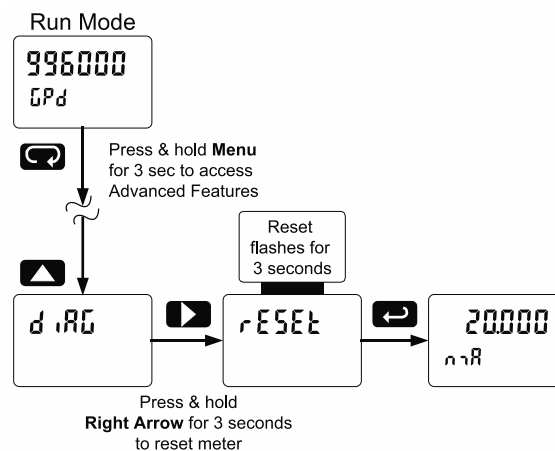 Run Mode
996000
GPd
Press & hold Menu
for 3 sec to access
Advanced Features
Reset
flashes for
3 seconds
diAG
rESEt
20.000
mA
Press & hold
Right Arrow for 3 seconds
to reset meter